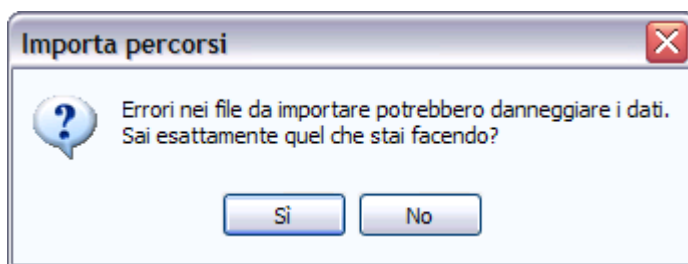 Importa percorsi
Errori nei file da importare potrebbero danneggiare i dati.
Sai esattamente quel che stai facendo?
Sì
No